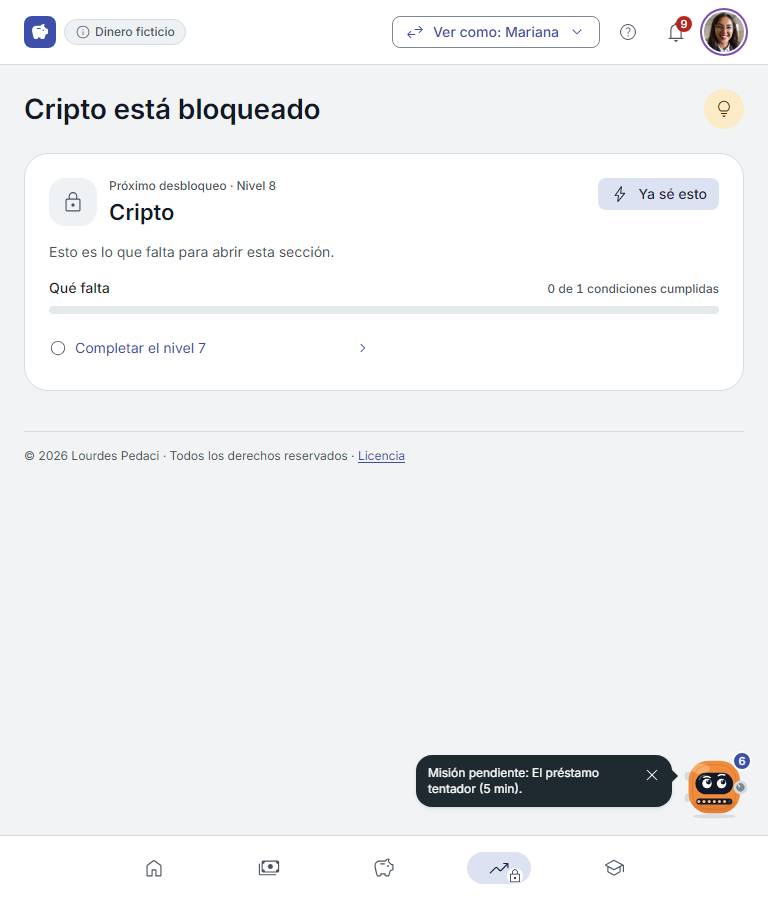 Dinero ficticio
Ver como: Mariana
9
Cripto está bloqueado
Próximo desbloqueo · Nivel 8
Cripto
Ya sé esto
Esto es lo que falta para abrir esta sección.
Qué falta
0 de 1 condiciones cumplidas
Completar el nivel 7
© 2026 Lourdes Pedaci · Todos los derechos reservados · Licencia
Misión pendiente: El préstamo
tentador (5 min).
6